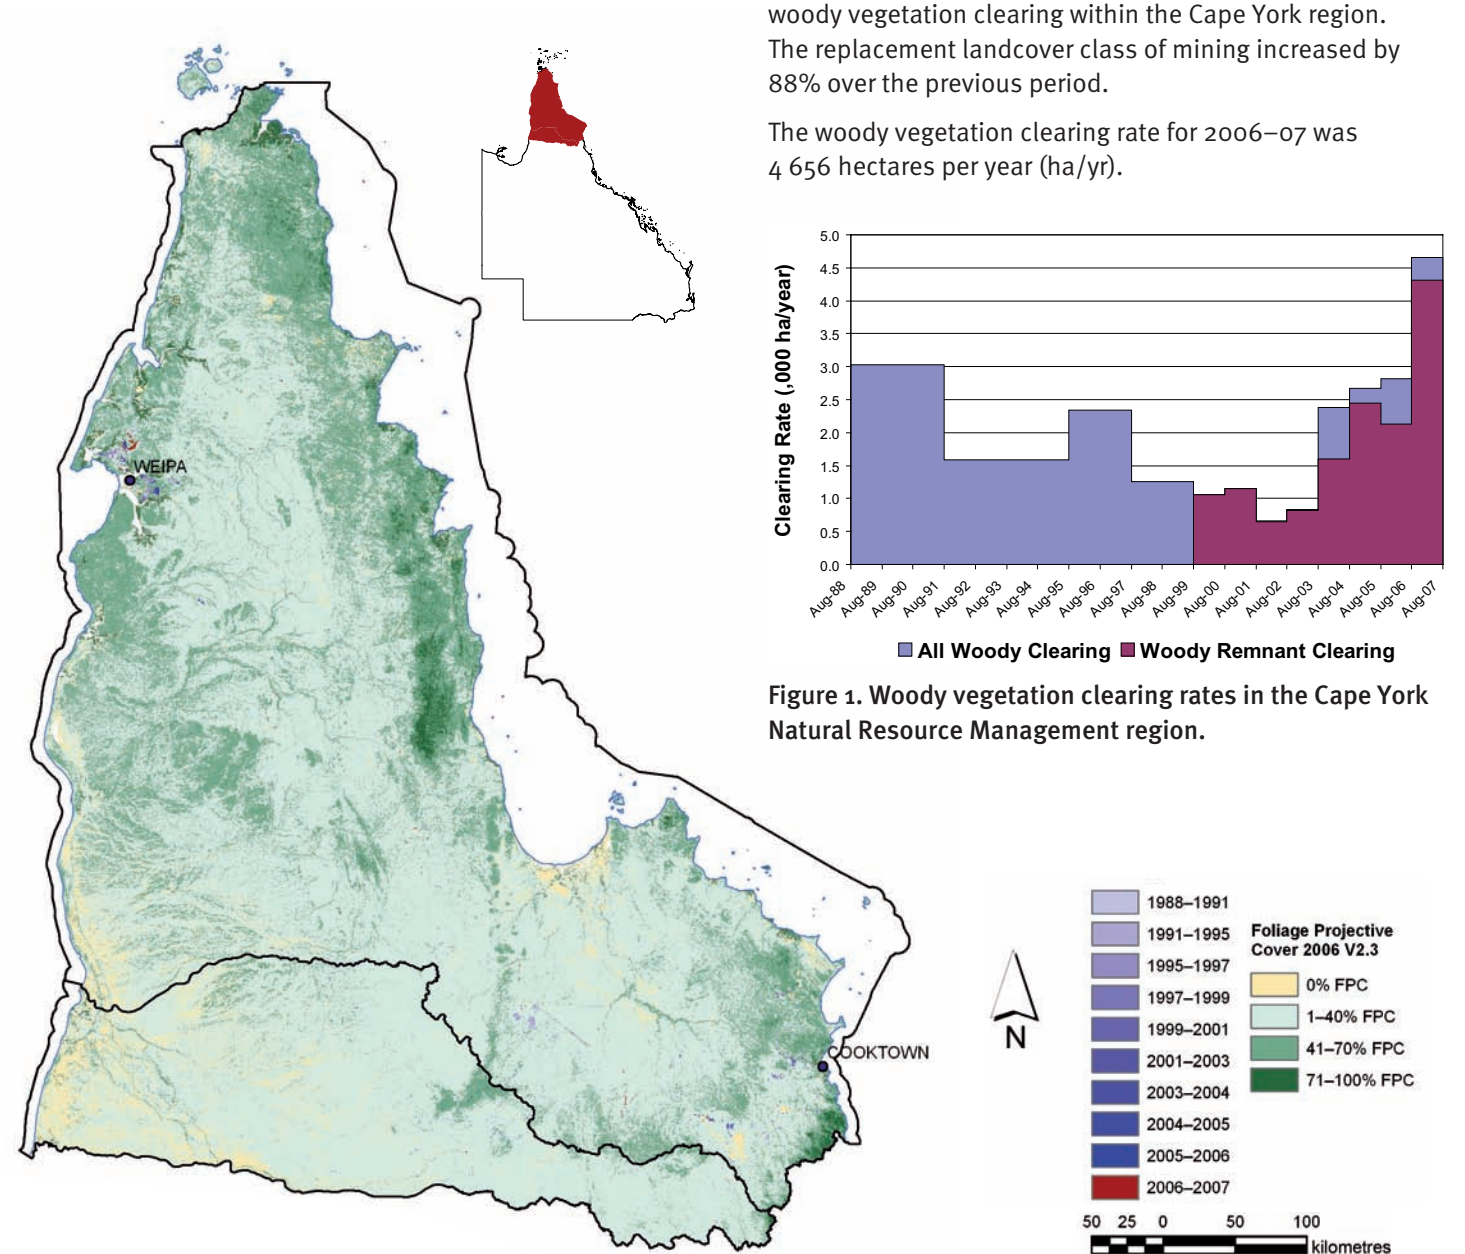 woody vegetation clearing within the Cape York region.
The replacement landcover class of mining increased by
88% over the previous period.
The woody vegetation clearing rate for 2006–07 was
4 656 hectares per year (ha/yr).
WEIPA
COOKTOWN
Clearing Rate (,000 ha/year)
5.0
4.5
4.0
3.5
3.0
2.5
2.0
1.5
1.0
0.5
0.0
Aug-88
Aug-89
Aug-90
Aug-91
Aug-92
Aug-93
Aug-94
Aug-95
Aug-96
Aug-97
Aug-98
Aug-99
Aug-00
Aug-01
Aug-02
Aug-03
Aug-04
Aug-05
Aug-06
Aug-07
All Woody Clearing Woody Remnant Clearing
Figure 1. Woody vegetation clearing rates in the Cape York
Natural Resource Management region.
1988–1991
1991–1995
1995–1997
1997–1999
1999–2001
2001–2003
2003–2004
2004–2005
2005–2006
2006–2007
Foliage Projective
Cover 2006 V2.3
0% FPC
1–40% FPC
41–70% FPC
71–100% FPC
N
50 25 0 50 100
kilometres